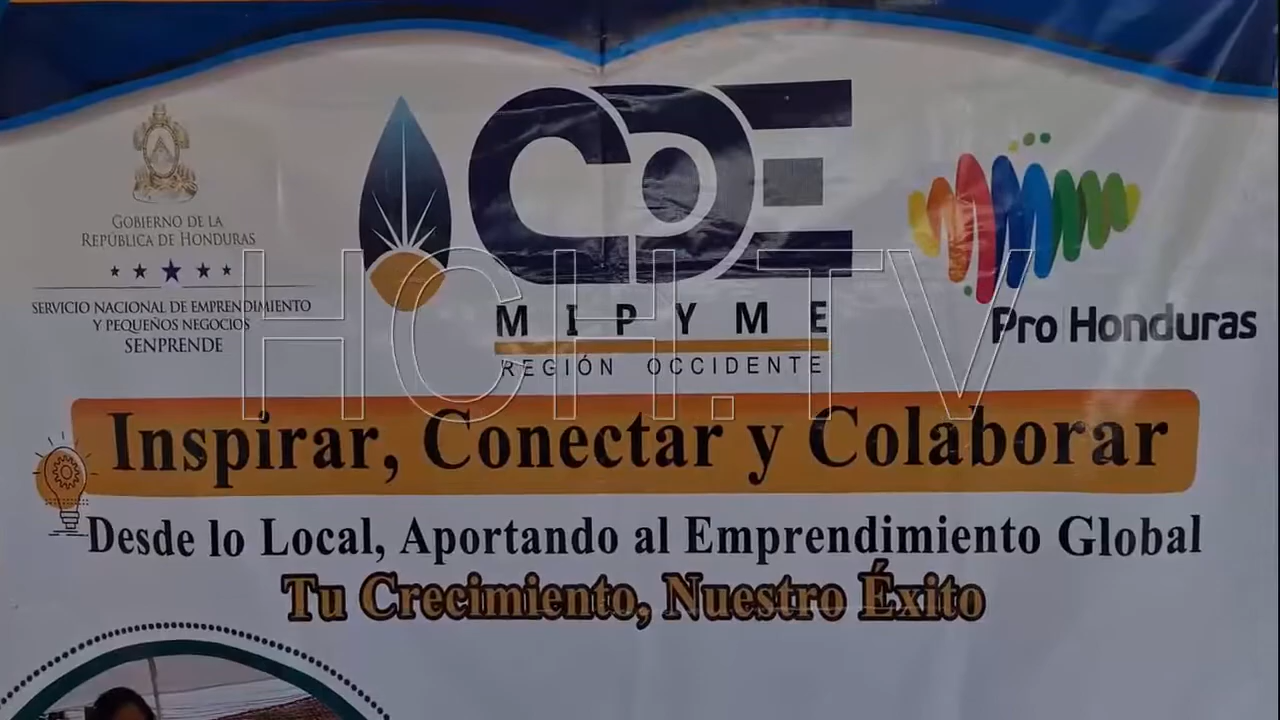 GOBIERNO DE LA
REPÚBLICA DE HONDURAS
SERVICIO NACIONAL DE EMPRENDIMIENTO
Y PEQUEÑOS NEGOCIOS
SENPRENDE
CDE
MIPYME
REGIÓN OCCIDENTE
Pro Honduras
HCH.TV
Inspirar, Conectar y Colaborar
Desde lo Local, Aportando al Emprendimiento Global
Tu Crecimiento, Nuestro Éxito